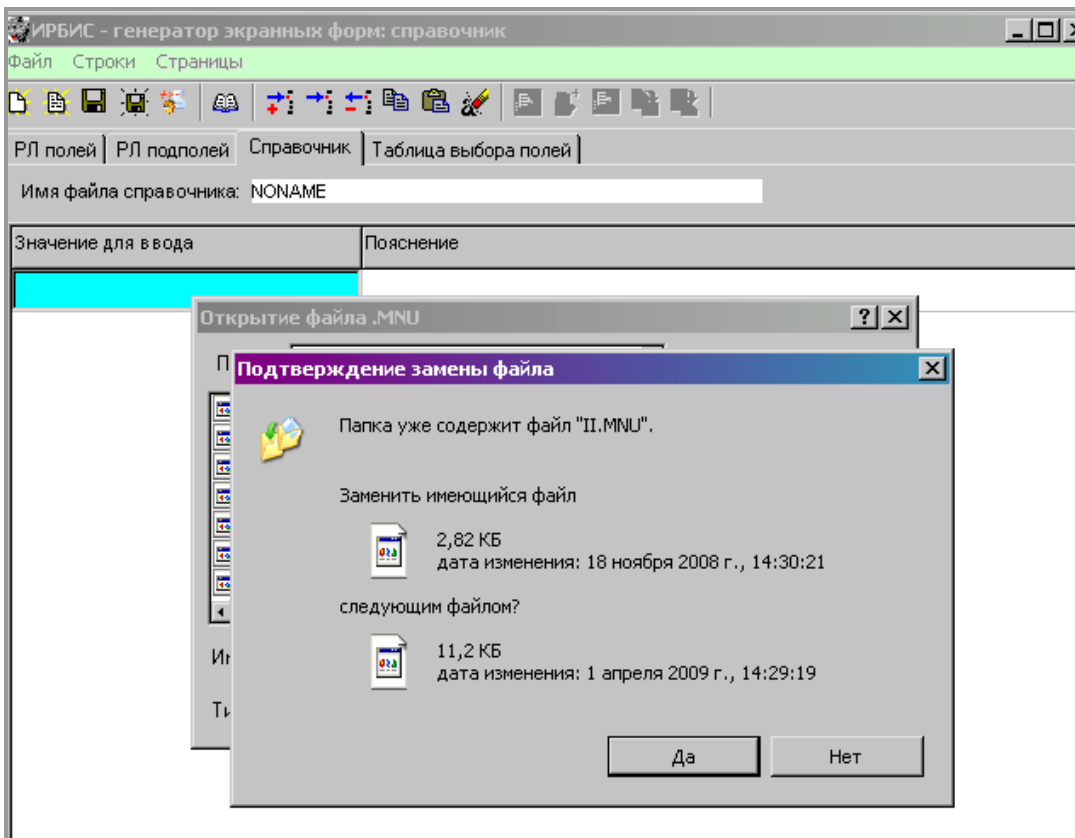 ИРБИС - генератор экранных форм: справочник
Файл Строки Страницы
РЛ полей РЛ подполей Справочник Таблица выбора полей
Имя файла справочника: NONAME
Значение для ввода Пояснение
Открытие файла .MNU
Подтверждение замены файла
Папка уже содержит файл "II.MNU".
Заменить имеющийся файл
2,82 КБ
дата изменения: 18 ноября 2008 г., 14:30:21
следующим файлом?
11,2 КБ
дата изменения: 1 апреля 2009 г., 14:29:19
Да Нет